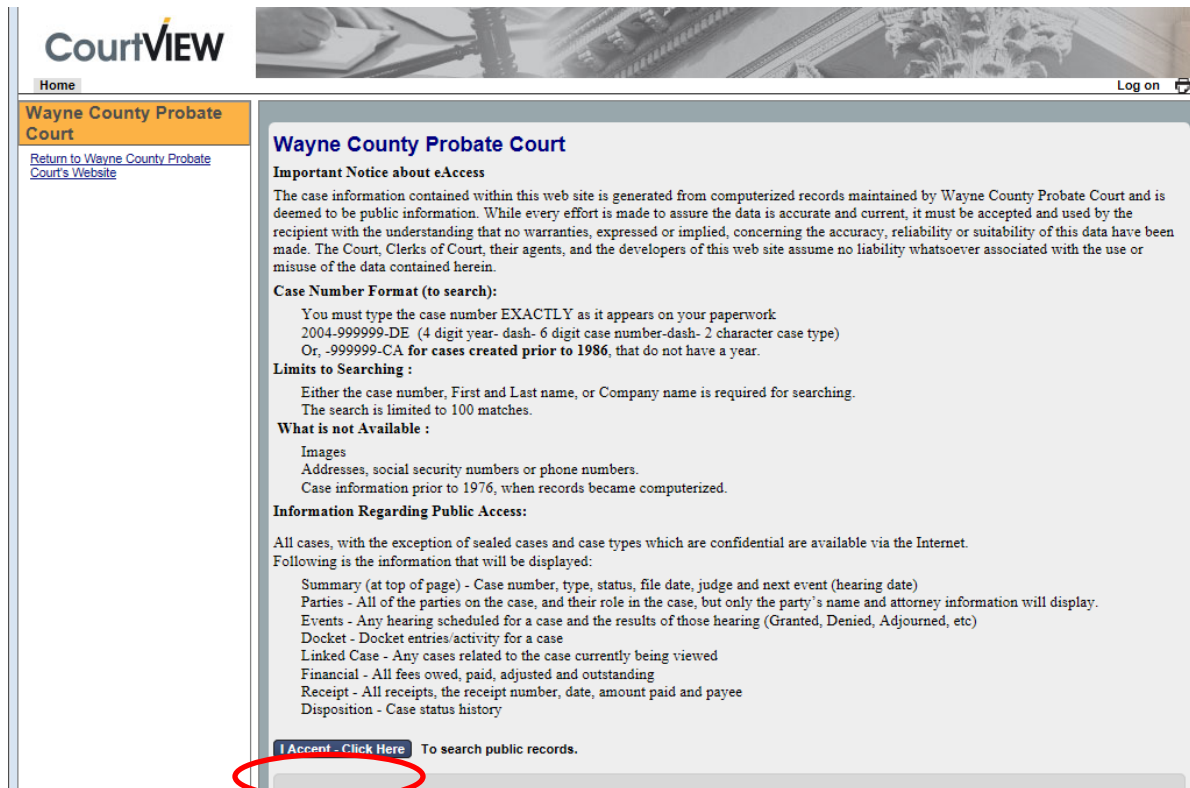 CourtVIEW
Home
Log on
Wayne County Probate
Court
Return to Wayne County Probate
Court's Website
Wayne County Probate Court
Important Notice about eAccess
The case information contained within this web site is generated from computerized records maintained by Wayne County Probate Court and is
deemed to be public information. While every effort is made to assure the data is accurate and current, it must be accepted and used by the
recipient with the understanding that no warranties, expressed or implied, concerning the accuracy, reliability or suitability of this data have been
made. The Court, Clerks of Court, their agents, and the developers of this web site assume no liability whatsoever associated with the use or
misuse of the data contained herein.
Case Number Format (to search):
You must type the case number EXACTLY as it appears on your paperwork
2004-999999-DE (4 digit year- dash- 6 digit case number-dash- 2 character case type)
Or, -999999-CA for cases created prior to 1986, that do not have a year.
Limits to Searching :
Either the case number, First and Last name, or Company name is required for searching.
The search is limited to 100 matches.
What is not Available :
Images
Addresses, social security numbers or phone numbers.
Case information prior to 1976, when records became computerized.
Information Regarding Public Access:
All cases, with the exception of sealed cases and case types which are confidential are available via the Internet.
Following is the information that will be displayed:
Summary (at top of page) - Case number, type, status, file date, judge and next event (hearing date)
Parties - All of the parties on the case, and their role in the case, but only the party's name and attorney information will display.
Events - Any hearing scheduled for a case and the results of those hearing (Granted, Denied, Adjourned, etc)
Docket - Docket entries/activity for a case
Linked Case - Any cases related to the case currently being viewed
Financial - All fees owed, paid, adjusted and outstanding
Receipt - All receipts, the receipt number, date, amount paid and payee
Disposition - Case status history
I Accept - Click Here To search public records.